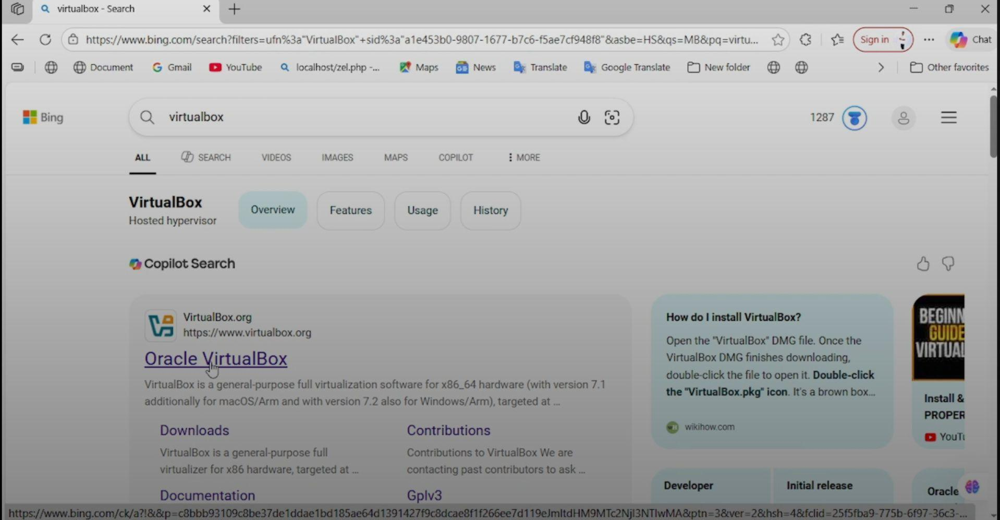 virtualbox - Search
https://www.bing.com/search?filters=ufn%3a"VirtualBox"+sid%3a"a1e453b0-9807-1677-b7c6-f5ae7cf948f8"&asbe=HS&qs=MB&pq=virtu...
Sign in
Chat
Document
Gmail
YouTube
localhost/zel.php -...
Maps
News
Translate
Google Translate
New folder
Other favorites
Bing
virtualbox
1287
ALL
SEARCH
VIDEOS
IMAGES
MAPS
COPILOT
MORE
VirtualBox
Hosted hypervisor
Overview
Features
Usage
History
Copilot Search
VirtualBox.org
https://www.virtualbox.org
Oracle VirtualBox
VirtualBox is a general-purpose full virtualization software for x86_64 hardware (with version 7.1
additionally for macOS/Arm and with version 7.2 also for Windows/Arm), targeted at ...
Downloads
VirtualBox is a general-purpose full
virtualizer for x86 hardware, targeted at ...
Contributions
Contributions to VirtualBox We are
contacting past contributors to ask ...
Documentation
Gplv3
How do I install VirtualBox?
Open the "VirtualBox" DMG file. Once the
VirtualBox DMG finishes downloading,
double-click the file to open it. Double-click
the "VirtualBox.pkg" icon. It's a brown box...
wikihow.com
BEGINN
GUIDE
VIRTUAL
Install &
PROPER
YouTu
Developer
Initial release
Oracle
https://www.bing.com/ck/a?!&&p=c8bbb93109c8be37de1ddae1bd185ae64d1391427f9c8dcae8f1f266ee7d119eJmltdHM9MTc2NjI3NTIwMA&ptn=3&ver=2&hsh=4&fclid=25f5fba9-775b-6f97-36c3-...